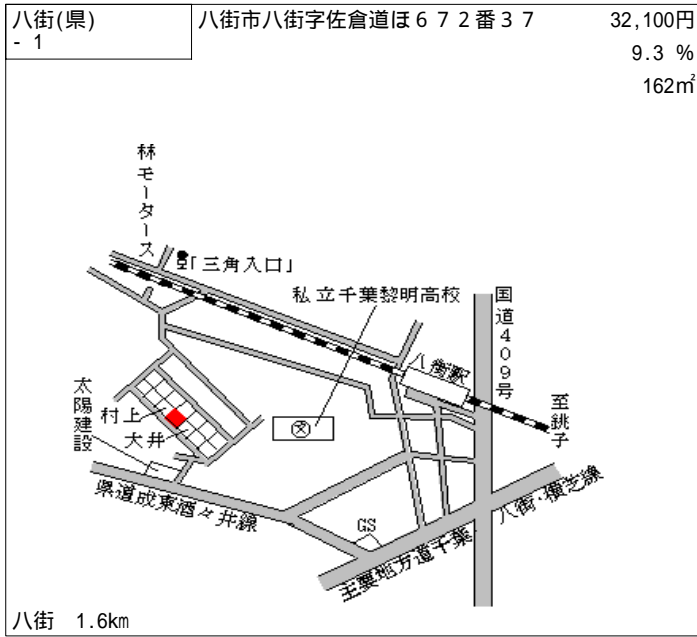 八街(県)
- 1
八街市八街字佐倉道ほ６７２番３７
32,100円
9.3 %
162㎡
林モータース
「三角入口」
私立千葉黎明高校
国道409号
八街駅
至銚子
太陽建設
村上
大井
県道成東酒々井線
GS
主要地方道千葉・八街・横芝線
八街 1.6km